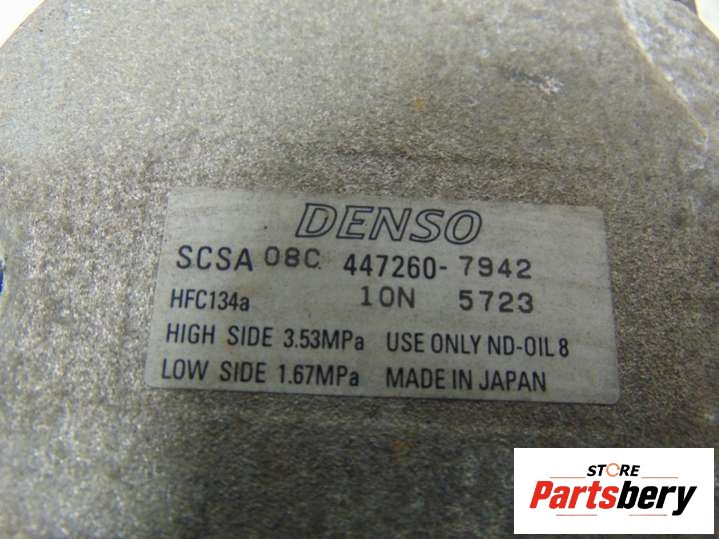 DENSO
SCSA 08C 447260-7942
HFC134a 10N 5723
HIGH SIDE 3.53MPa USE ONLY ND-OIL 8
LOW SIDE 1.67MPa MADE IN JAPAN
STORE
Partsbery